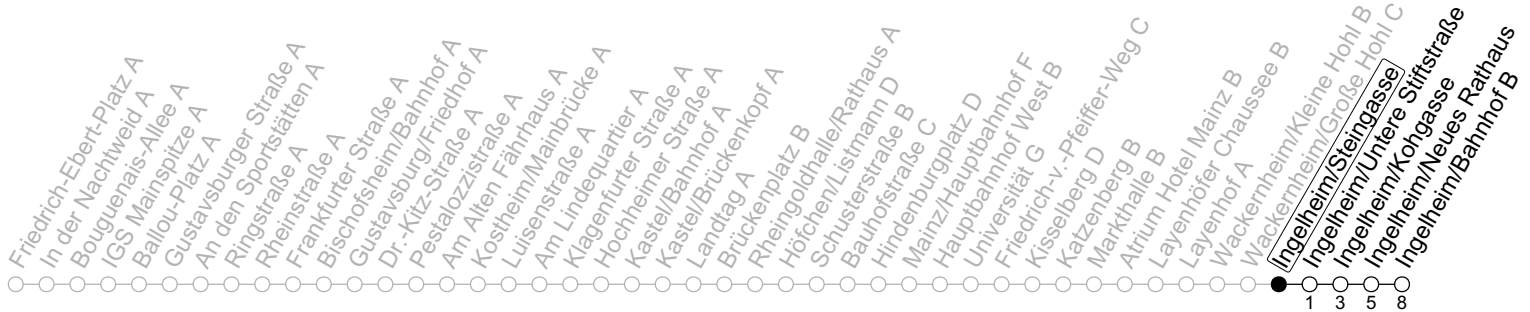 Friedrich-Ebert-Platz A
In der Nachtweid A
Bouguenais-Allee A
IGS Mainspitze A
Ballou-Platz A
Gustavsburger Straße A
An den Sportstätten A
Ringstraße A
Rheinstraße A
Frankfurter Straße A
Bischofsheim/Bahnhof A
Gustavsburg/Friedhof A
Dr.-Kitz-Straße A
Pestalozzistraße A
Am Alten Fährhaus A
Kostheim/Mainbrücke A
Luisenstraße A
Am Lindequartier A
Klagenfurter Straße A
Hochheimer Straße A
Kastel/Bahnhof A
Kastel/Brückenkopf A
Landtag A
Brückenplatz B
Rheingoldhalle/Rathaus A
Höfchen/Listmann D
Schusterstraße B
Bauhofstraße C
Hindenburgplatz D
Mainz/Hauptbahnhof F
Hauptbahnhof West B
Universität G
Friedrich-v.-Pfeiffer-Weg C
Kisselberg D
Katzenberg B
Markthalle B
Atrium Hotel Mainz B
Layenhöfer Chaussee B
Layenhof A
Wackernheim/Kleine Hohl B
Wackernheim/Große Hohl C
Ingelheim/Steingasse
Ingelheim/Untere Stiftstraße
Ingelheim/Kohgasse
Ingelheim/Neues Rathaus
Ingelheim/Bahnhof B
1 3 5 8